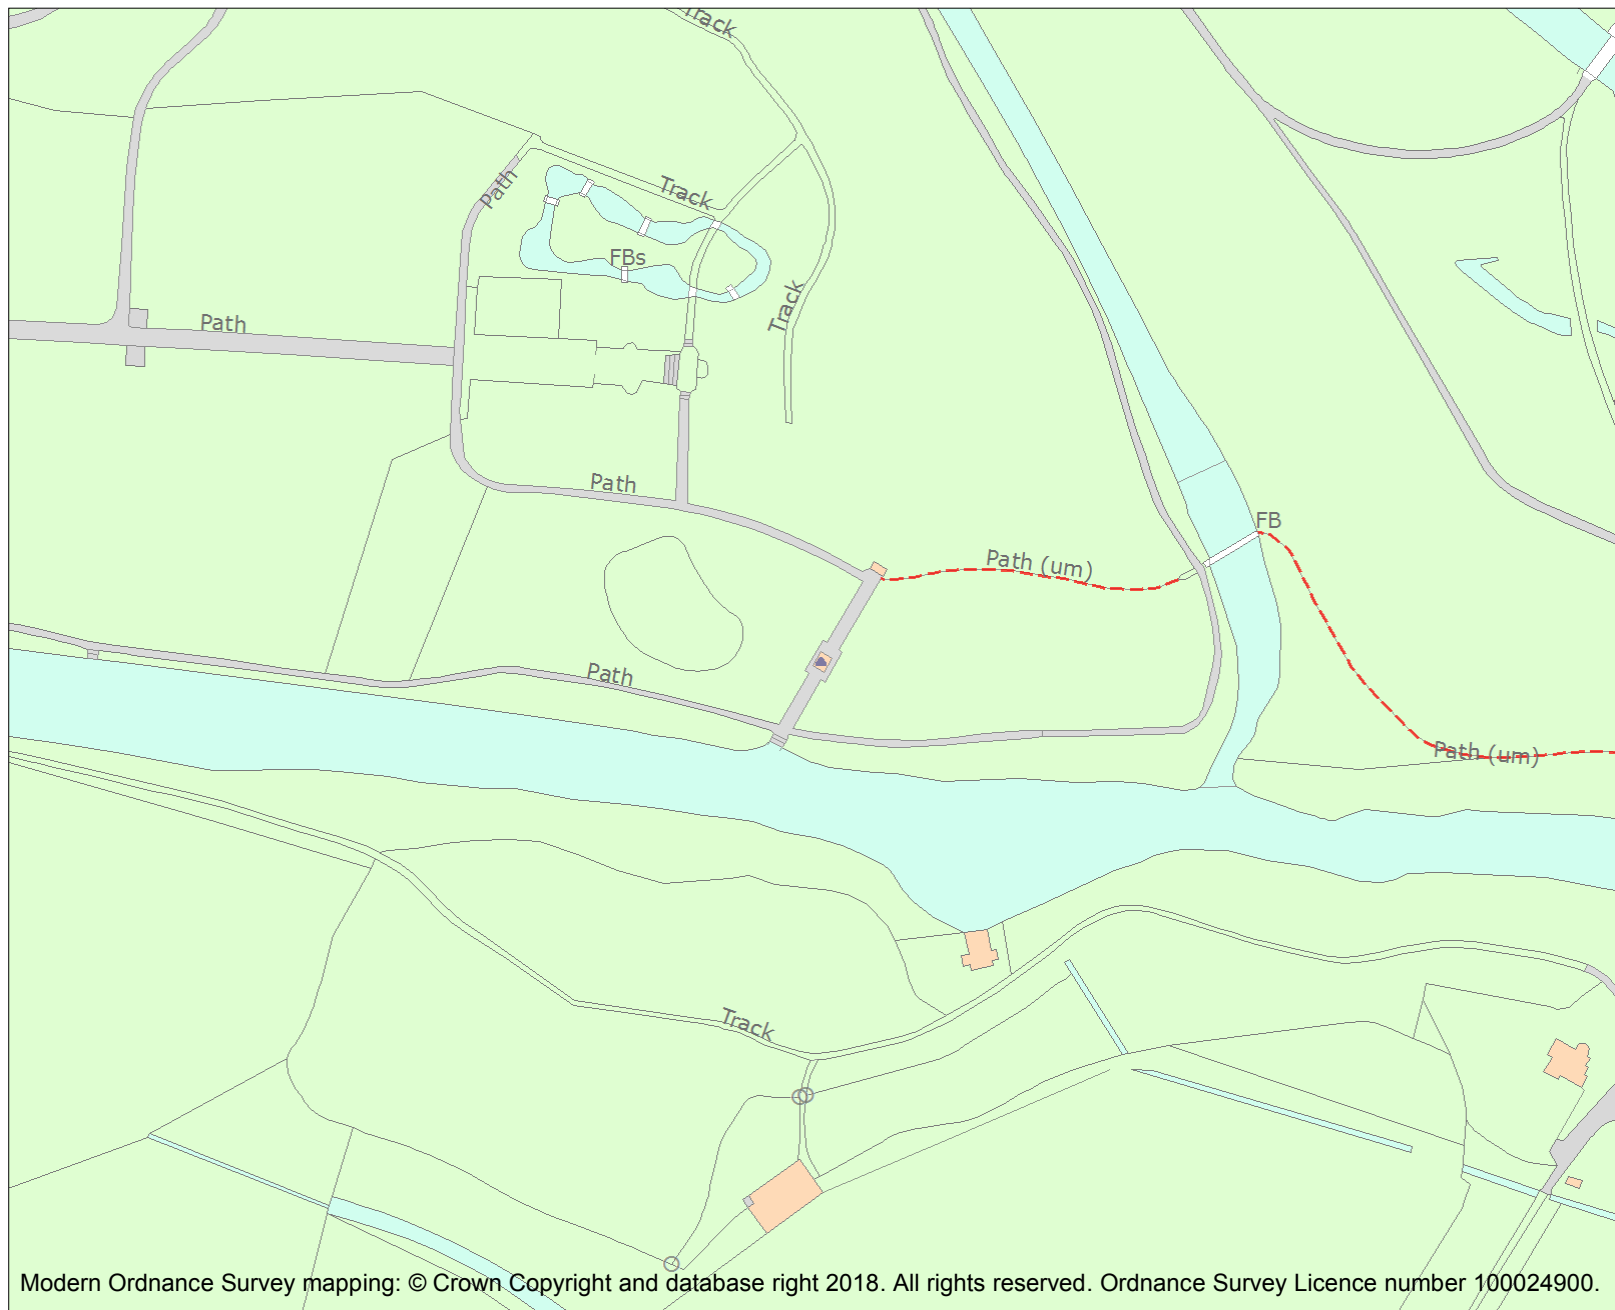 Track
Path
Track
FBs
Track
Path
Path
FB
Path (um)
Path
Path (um)
Track
Modern Ordnance Survey mapping: © Crown Copyright and database right 2018. All rights reserved. Ordnance Survey Licence number 100024900.